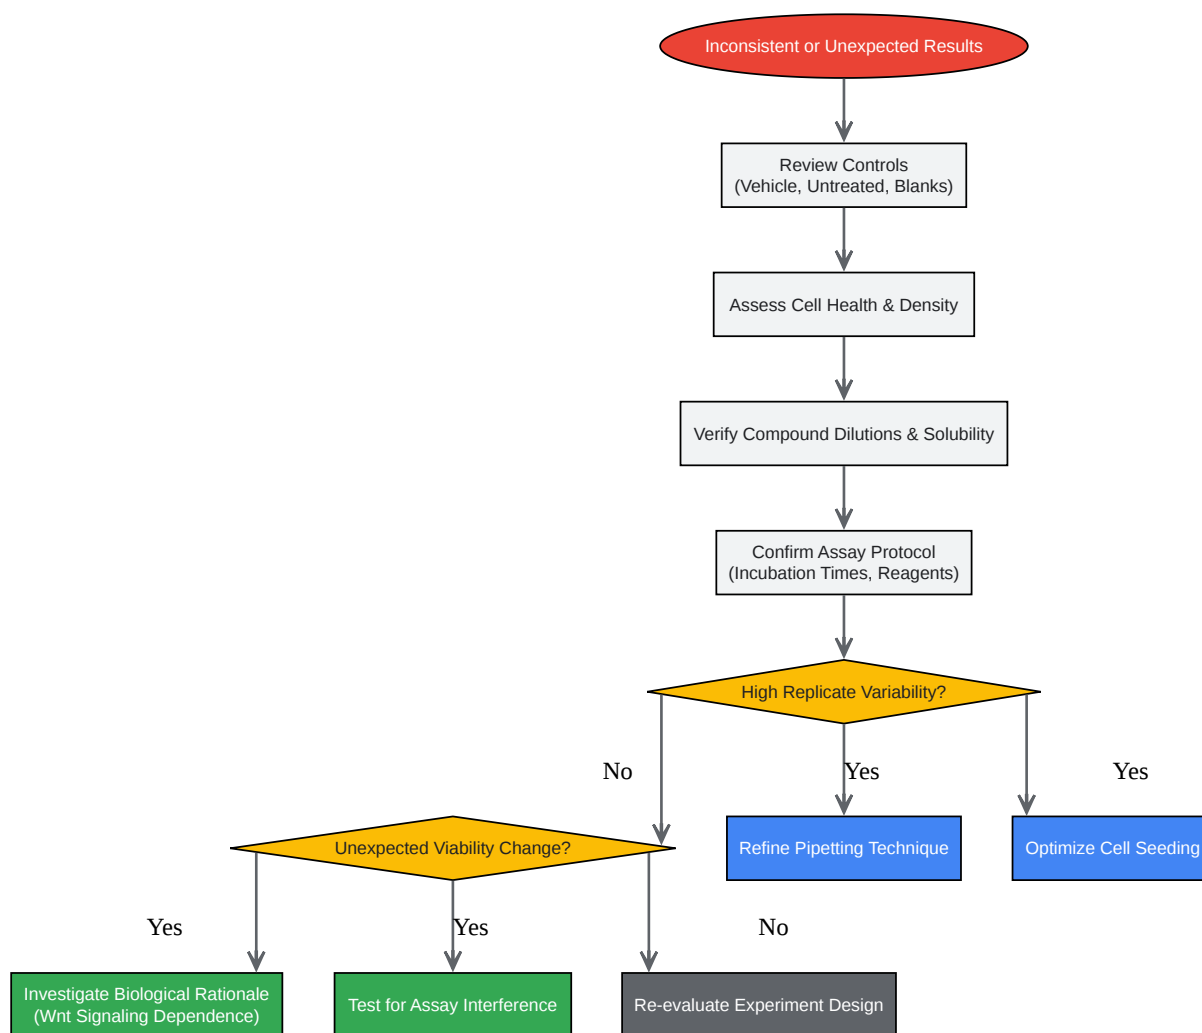 Inconsistent or Unexpected Results
Review Controls
(Vehicle, Untreated, Blanks)
Assess Cell Health & Density
Verify Compound Dilutions & Solubility
Confirm Assay Protocol
(Incubation Times, Reagents)
High Replicate Variability?
No
Yes
Yes
Unexpected Viability Change?
Refine Pipetting Technique
Optimize Cell Seeding
Yes
Yes
No
Investigate Biological Rationale
(Wnt Signaling Dependence)
Test for Assay Interference
Re-evaluate Experiment Design